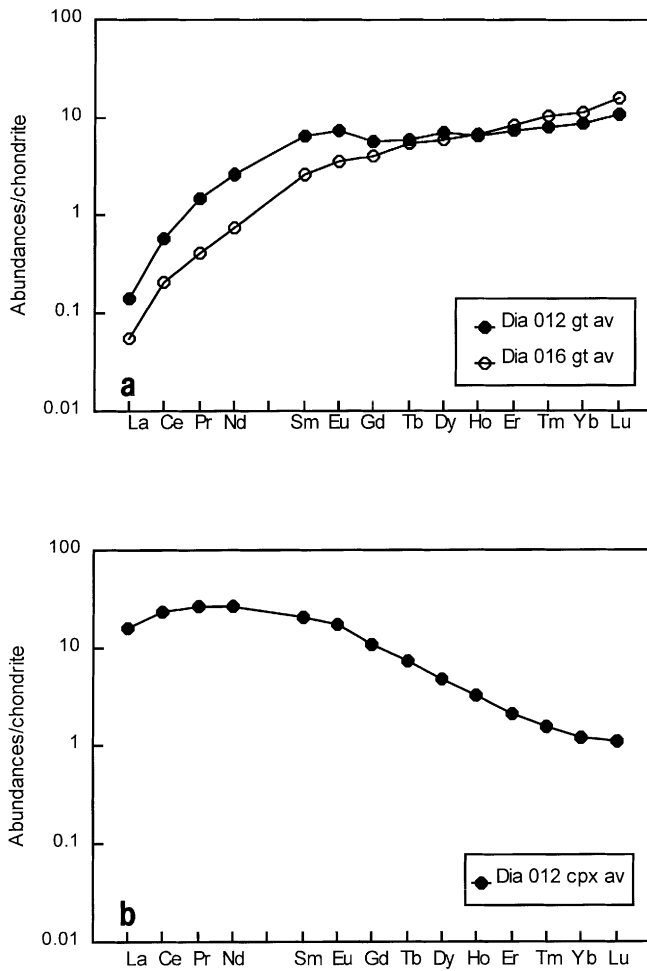 100
10
1
0.1
0.01
Abundances/chondrite
Dia 012 gt av
Dia 016 gt av
a
La Ce Pr Nd Sm Eu Gd Tb Dy Ho Er Tm Yb Lu
100
10
1
0.1
0.01
Abundances/chondrite
Dia 012 cpx av
b
La Ce Pr Nd Sm Eu Gd Tb Dy Ho Er Tm Yb Lu